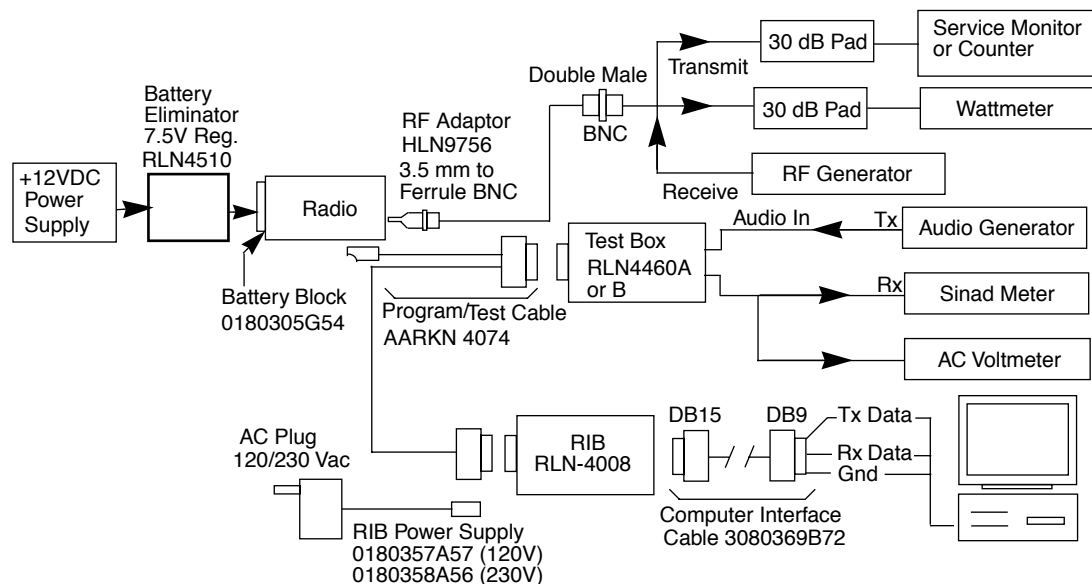 Service Monitor
or Counter
30 dB Pad
Transmit
Double Male
BNC
30 dB Pad
Wattmeter
Battery
Eliminator
7.5V Reg.
RLN4510
RF Adaptor
HLN9756
3.5 mm to
Ferrule BNC
+12VDC
Power
Supply
Radio
Receive
RF Generator
Audio In
Tx
Audio Generator
Test Box
RLN4460A
or B
Rx
Sinad Meter
Battery Block
0180305G54
Program/Test Cable
AARKN 4074
AC Voltmeter
DB15
DB9
Tx Data
Rx Data
Gnd
AC Plug
120/230 Vac
RIB
RLN-4008
Computer Interface
Cable 3080369B72
RIB Power Supply
0180357A57 (120V)
0180358A56 (230V)